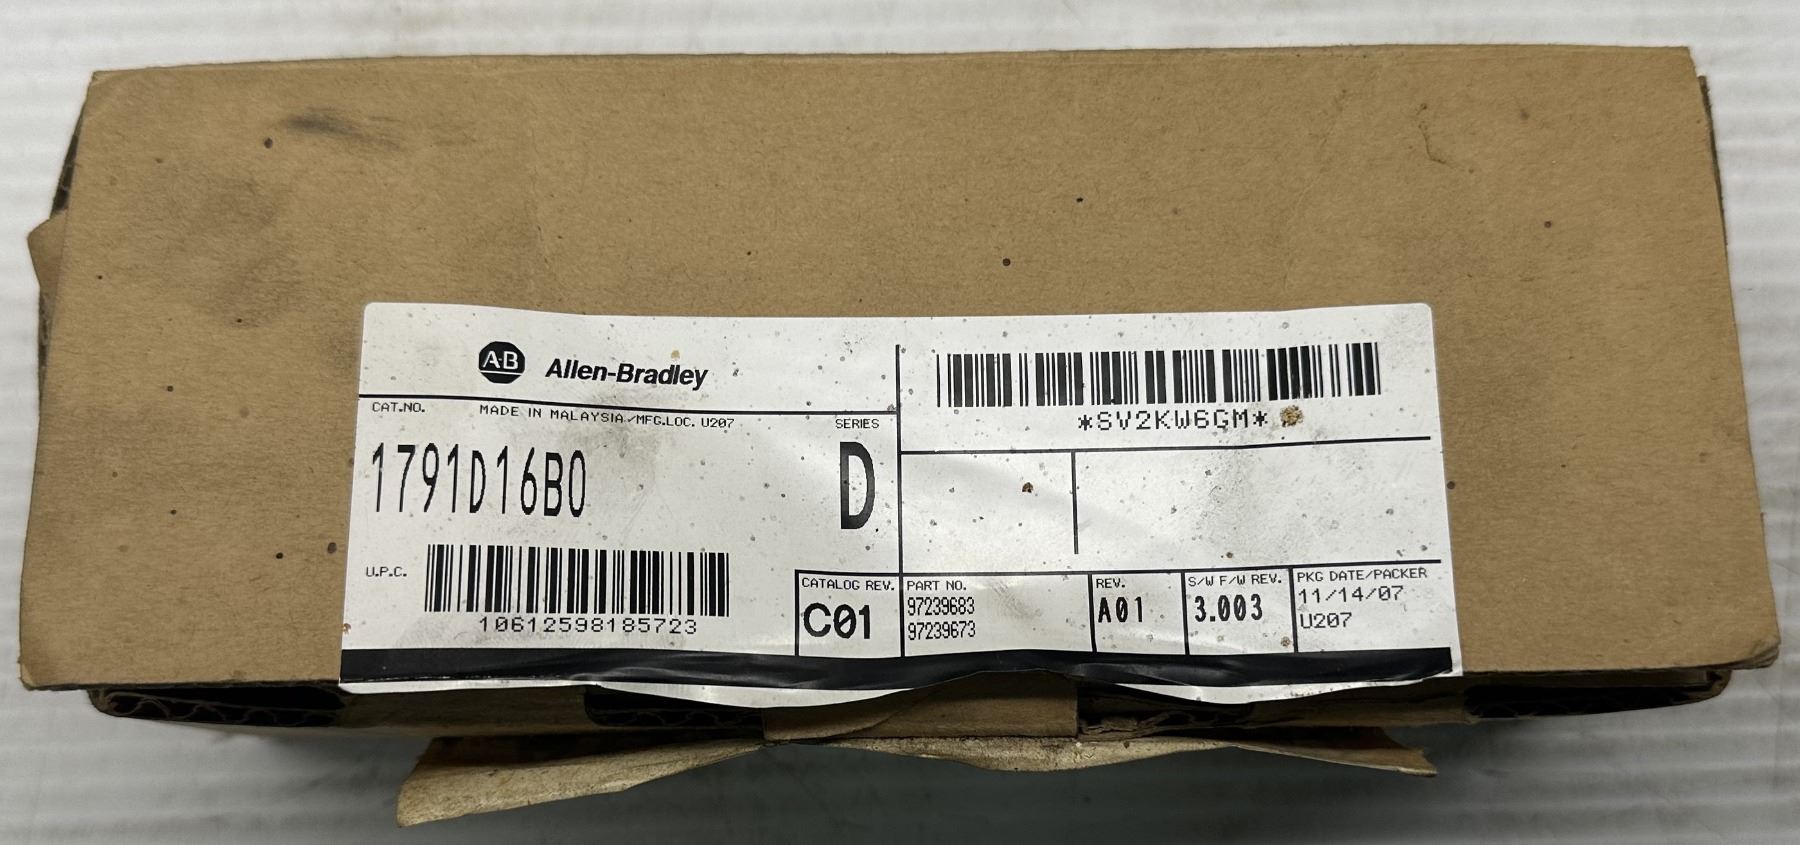 A-B Allen-Bradley
CAT.NO. MADE IN MALAYSIA/MFG.LOC. U207 SERIES
1791D16B0 D
U.P.C.
10612598185723
*SV2KW6GM*
CATALOG REV.
C01
PART NO.
97239683
97239673
REV.
A01
S/W F/W REV.
3.003
PKG DATE/PACKER
11/14/07
U207